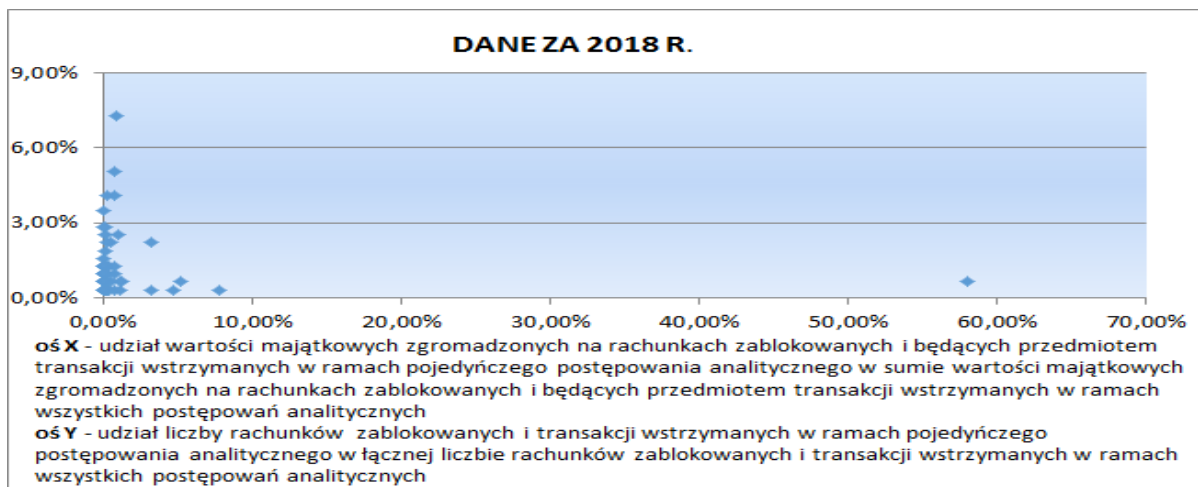 DANE ZA 2018 R.
9,00%
6,00%
3,00%
0,00%
0,00% 10,00% 20,00% 30,00% 40,00% 50,00% 60,00% 70,00%
oś X - udział wartości majątkowych zgromadzonych na rachunkach zablokowanych i będących przedmiotem
transakcji wstrzymanych w ramach pojedyńczego postępowania analitycznego w sumie wartości majątkowych
zgromadzonych na rachunkach zablokowanych i będących przedmiotem transakcji wstrzymanych w ramach
wszystkich postępowań analitycznych
oś Y - udział liczby rachunków zablokowanych i transakcji wstrzymanych w ramach pojedyńczego
postępowania analitycznego w łącznej liczbie rachunków zablokowanych i transakcji wstrzymanych w ramach
wszystkich postępowań analitycznych